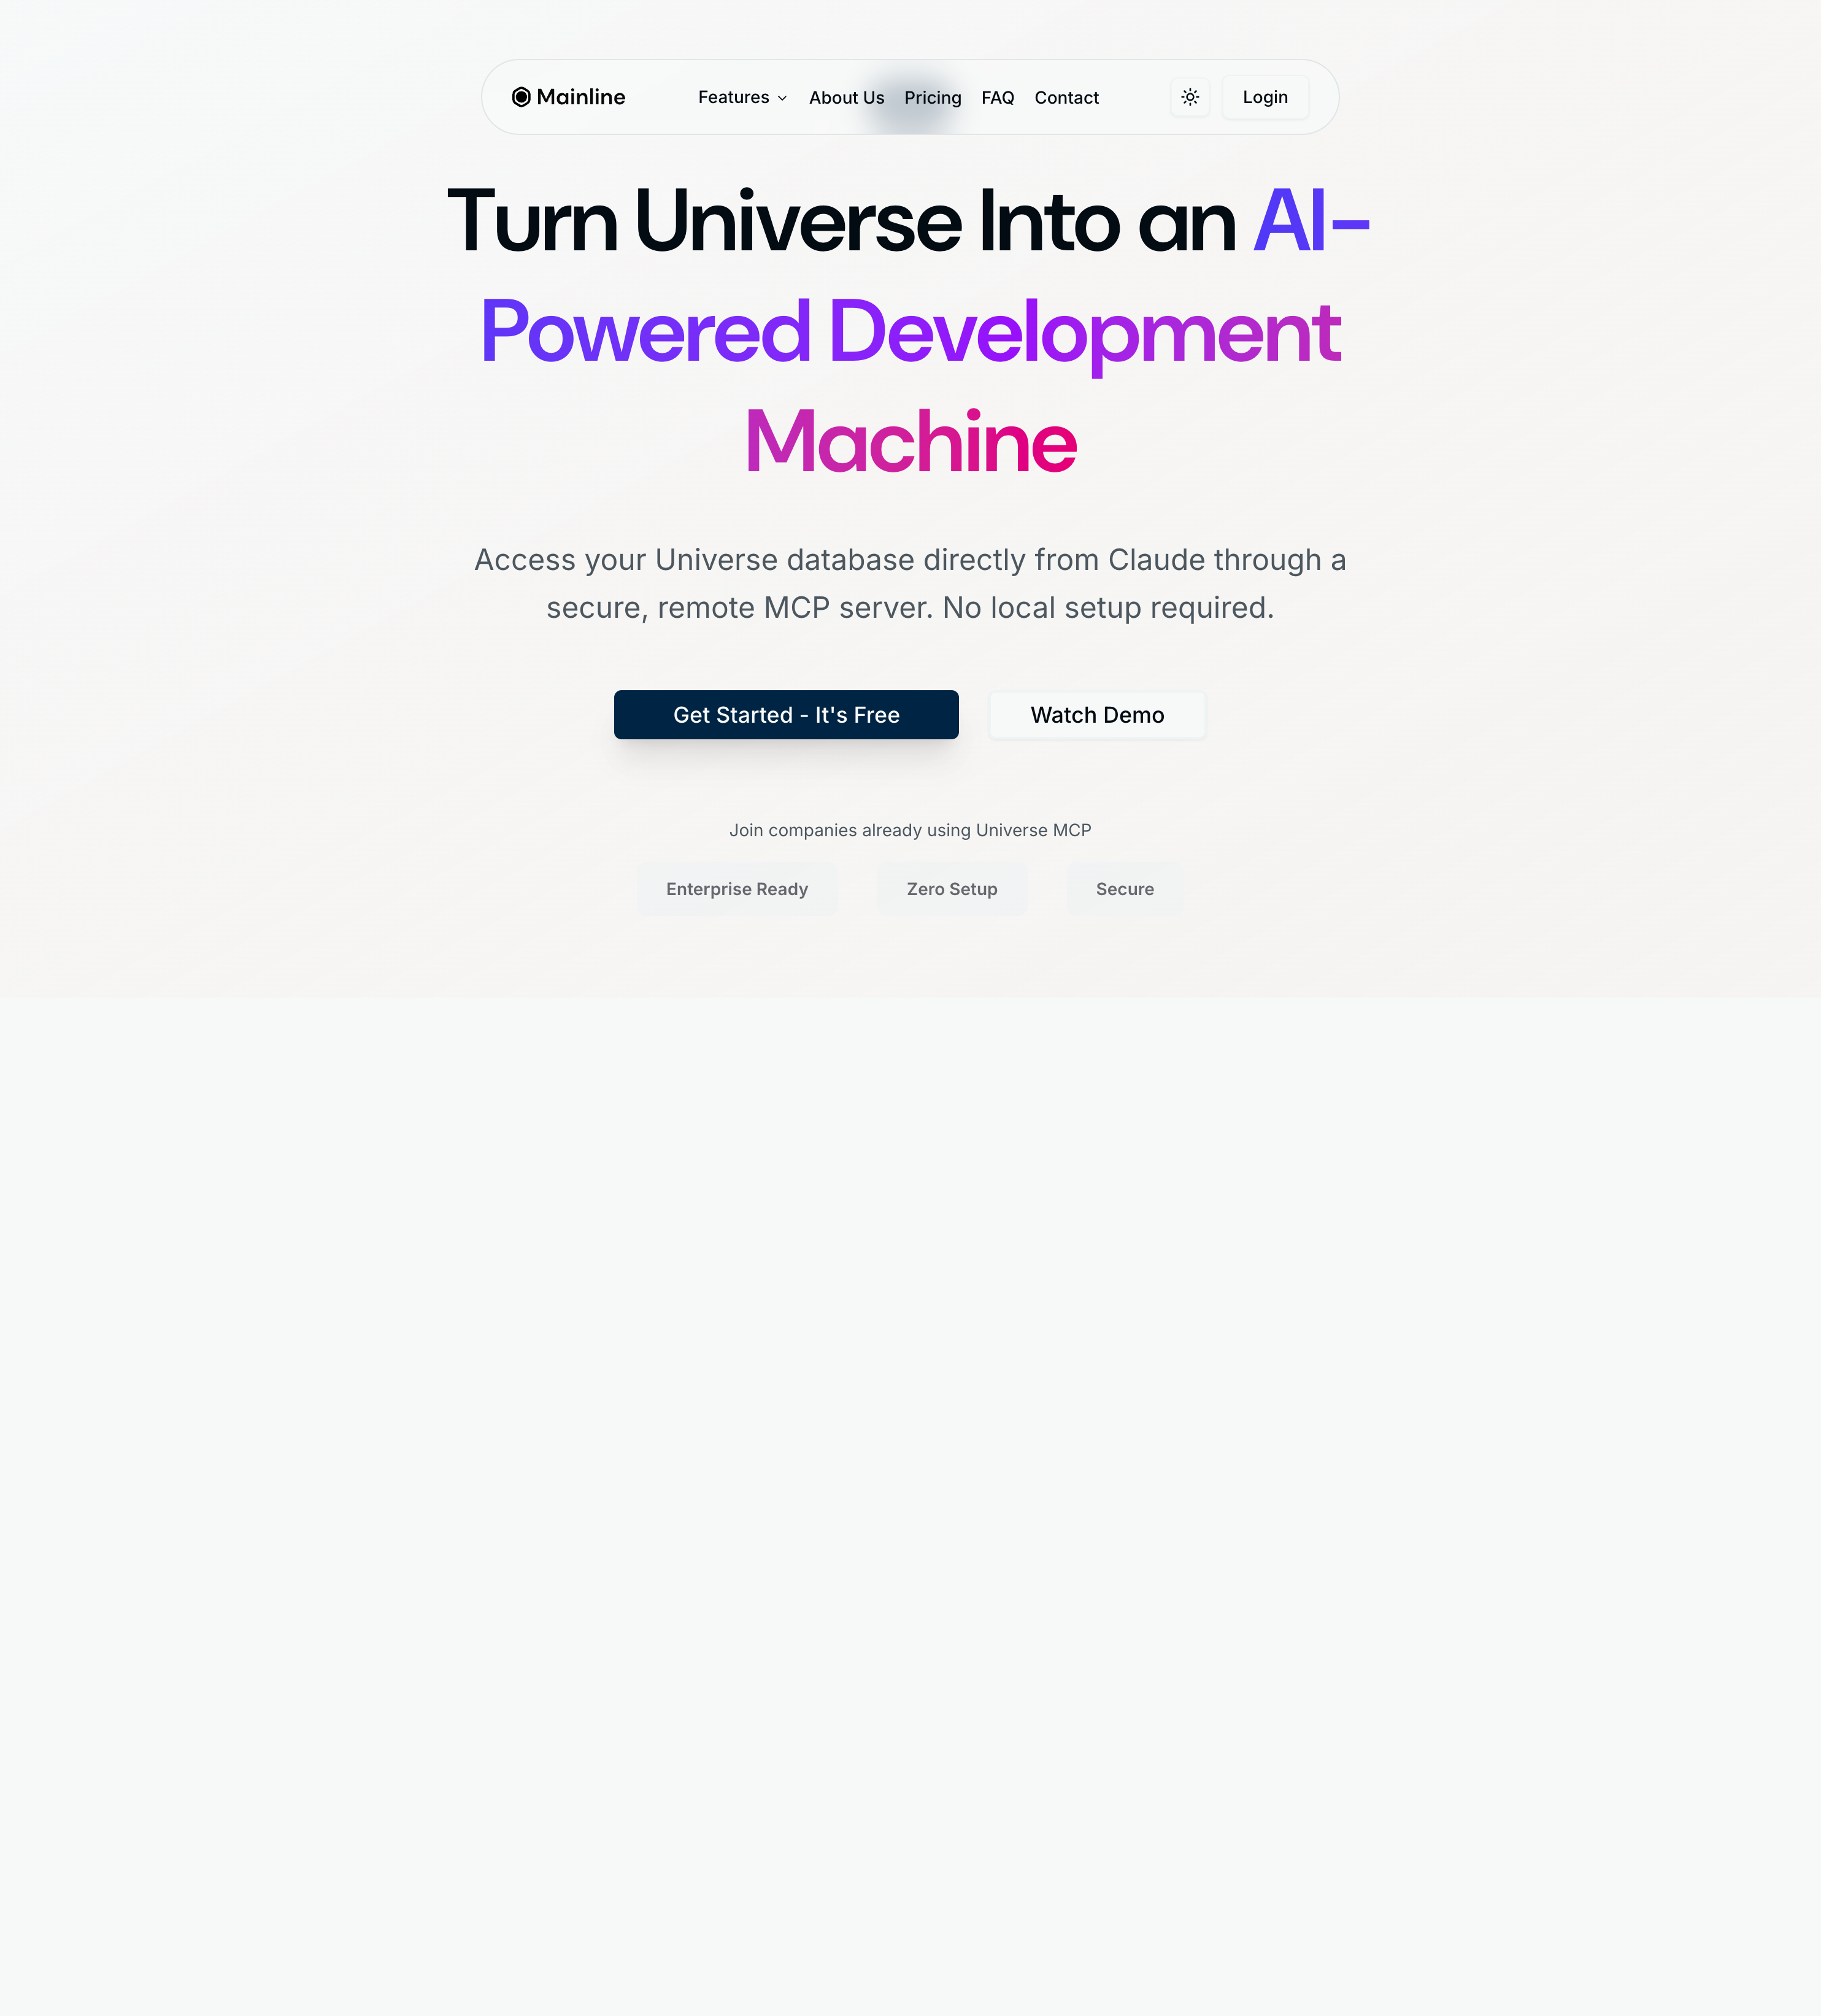 Mainline
Features
About Us
Pricing
FAQ
Contact
Login
Turn Universe Into an AI-
Powered Development
Machine
Access your Universe database directly from Claude through a
secure, remote MCP server. No local setup required.
Get Started - It's Free
Watch Demo
Join companies already using Universe MCP
Enterprise Ready
Zero Setup
Secure